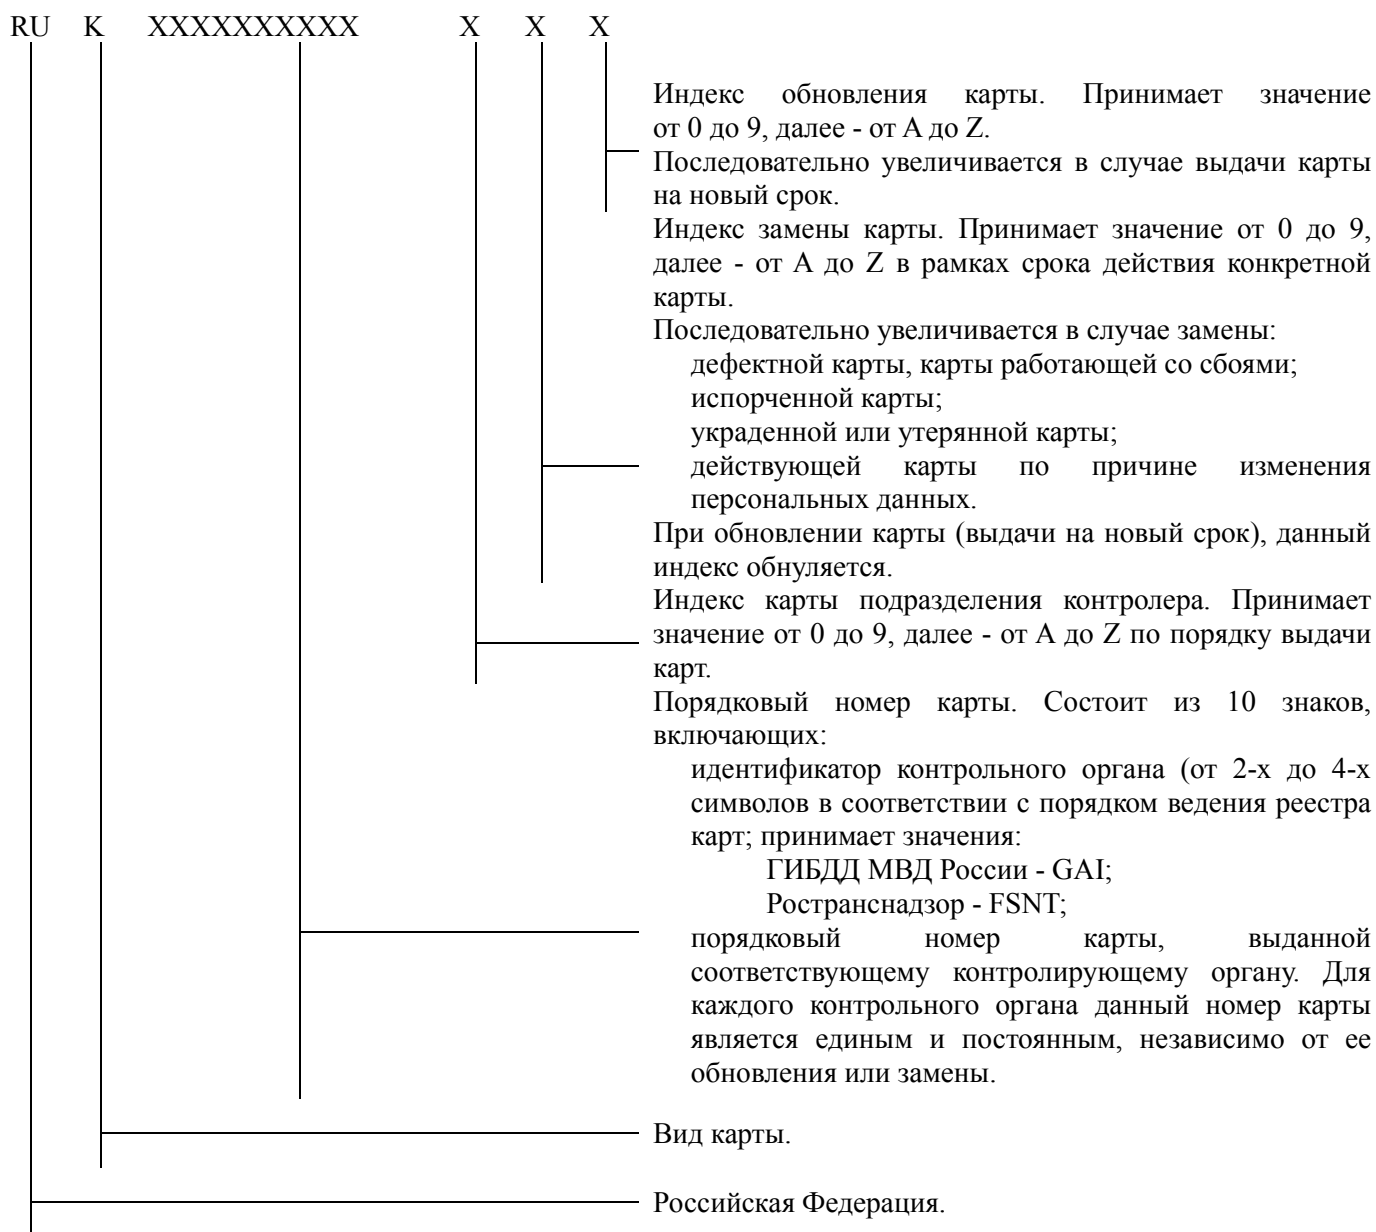 RU K XXXXXXXXXX X X X
Индекс обновления карты. Принимает значение
от 0 до 9, далее - от A до Z.
Последовательно увеличивается в случае выдачи карты
на новый срок.
Индекс замены карты. Принимает значение от 0 до 9,
далее - от A до Z в рамках срока действия конкретной
карты.
Последовательно увеличивается в случае замены:
дефектной карты, карты работающей со сбоями;
испорченной карты;
украденной или утерянной карты;
действующей карты по причине изменения
персональных данных.
При обновлении карты (выдачи на новый срок), данный
индекс обнуляется.
Индекс карты подразделения контролера. Принимает
значение от 0 до 9, далее - от A до Z по порядку выдачи
карт.
Порядковый номер карты. Состоит из 10 знаков,
включающих:
идентификатор контрольного органа (от 2-х до 4-х
символов в соответствии с порядком ведения реестра
карт; принимает значения:
ГИБДД МВД России - GAI;
Ространснадзор - FSNT;
порядковый номер карты, выданной
соответствующему контролирующему органу. Для
каждого контрольного органа данный номер карты
является единым и постоянным, независимо от ее
обновления или замены.
Вид карты.
Российская Федерация.